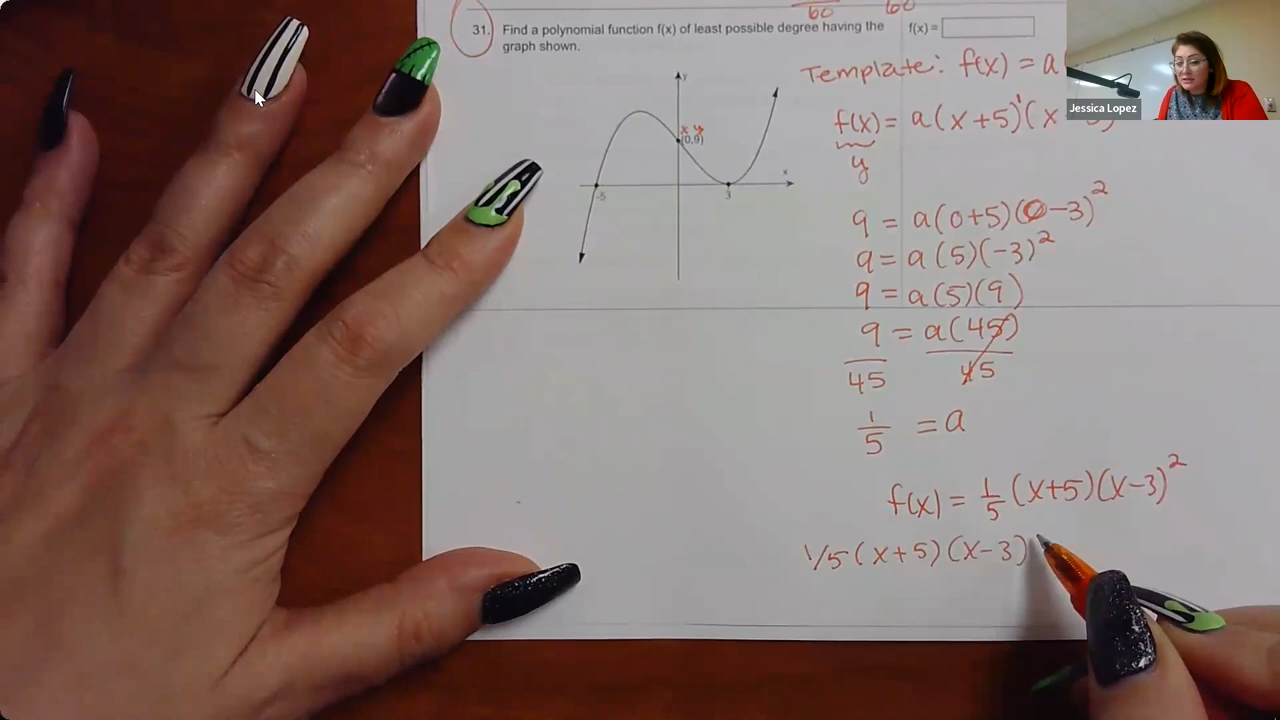 60 60
31. Find a polynomial function f(x) of least possible degree having the graph shown.
f(x) =
Template: f(x) = a
f(x) = a(x+5)¹(x
y
y
x y
(0,9)
x
-5
3
9 = a(0+5)(0-3)²
9 = a(5)(-3)²
9 = a(5)(9)
9 = a(45)
45 45
1/5 = a
f(x) = 1/5 (x+5)(x-3)²
1/5(x+5)(x-3)
Jessica Lopez